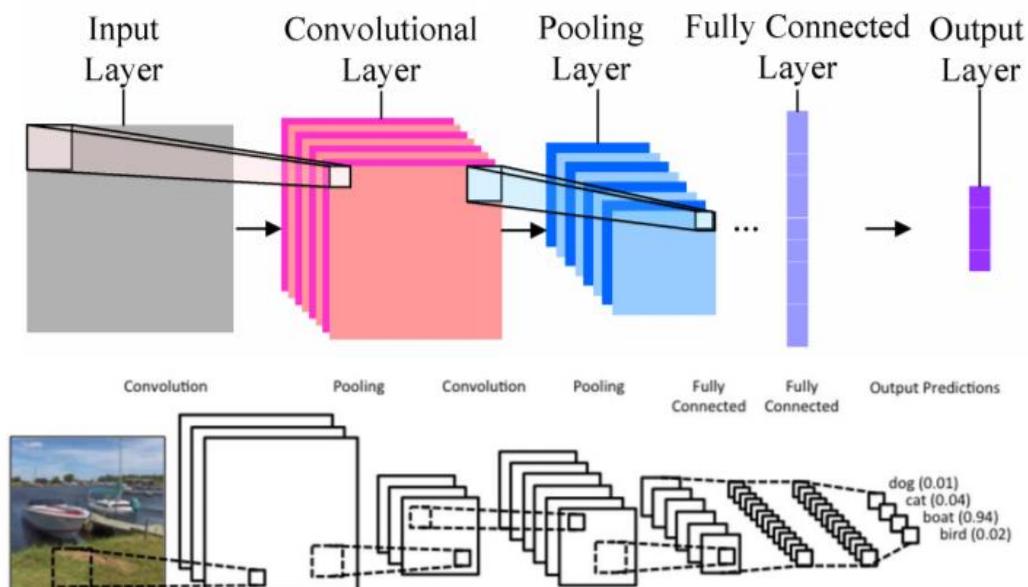 Input Layer
Convolutional Layer
Pooling Layer
Fully Connected Layer
Output Layer
...
Convolution
Pooling
Convolution
Pooling
Fully Connected
Fully Connected
Output Predictions
dog (0.01)
cat (0.04)
boat (0.94)
bird (0.02)